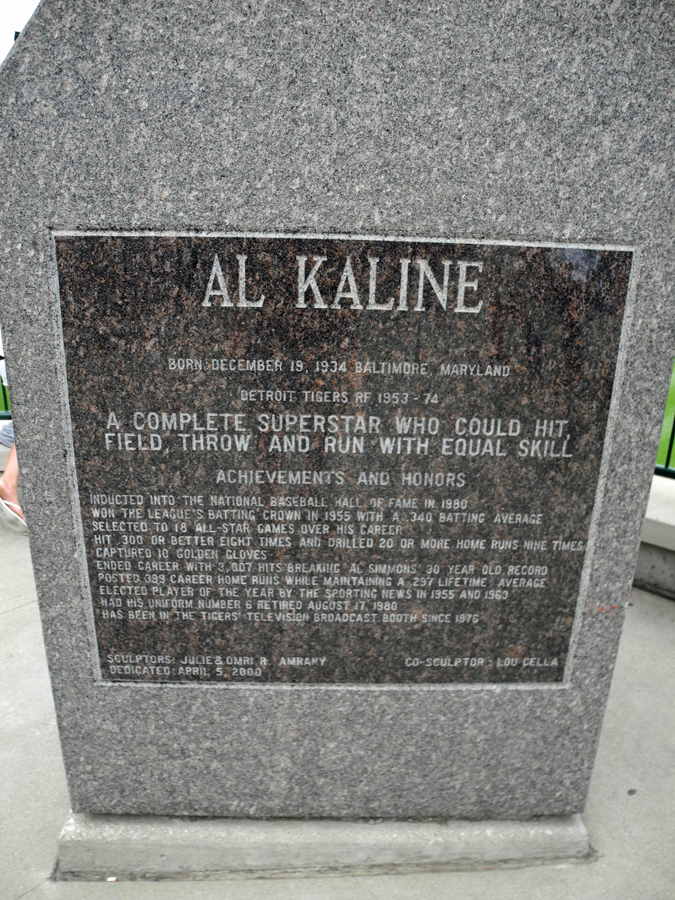 AL KALINE
BORN: DECEMBER 19, 1934 BALTIMORE, MARYLAND
DETROIT TIGERS RF 1953 - 74
A COMPLETE SUPERSTAR WHO COULD HIT,
FIELD, THROW AND RUN WITH EQUAL SKILL
ACHIEVEMENTS AND HONORS
INDUCTED INTO THE NATIONAL BASEBALL HALL OF FAME IN 1980
WON THE LEAGUE'S BATTING CROWN IN 1955 WITH A .340 BATTING AVERAGE
SELECTED TO 18 ALL-STAR GAMES OVER HIS CAREER
HIT .300 OR BETTER EIGHT TIMES AND DRILLED 20 OR MORE HOME RUNS NINE TIMES
CAPTURED 10 GOLDEN GLOVES
ENDED CAREER WITH 3,007 HITS BREAKING AL SIMMONS' 30 YEAR OLD RECORD
POSTED 399 CAREER HOME RUNS WHILE MAINTAINING A .297 LIFETIME AVERAGE
ELECTED PLAYER OF THE YEAR BY THE SPORTING NEWS IN 1955 AND 1963
HAD HIS UNIFORM NUMBER 6 RETIRED AUGUST 17, 1980
HAS BEEN IN THE TIGERS' TELEVISION BROADCAST BOOTH SINCE 1976
SCULPTORS: JULIE & OMRI R. AMRANY
CO-SCULPTOR: LOU CELLA
DEDICATED: APRIL 5, 2000